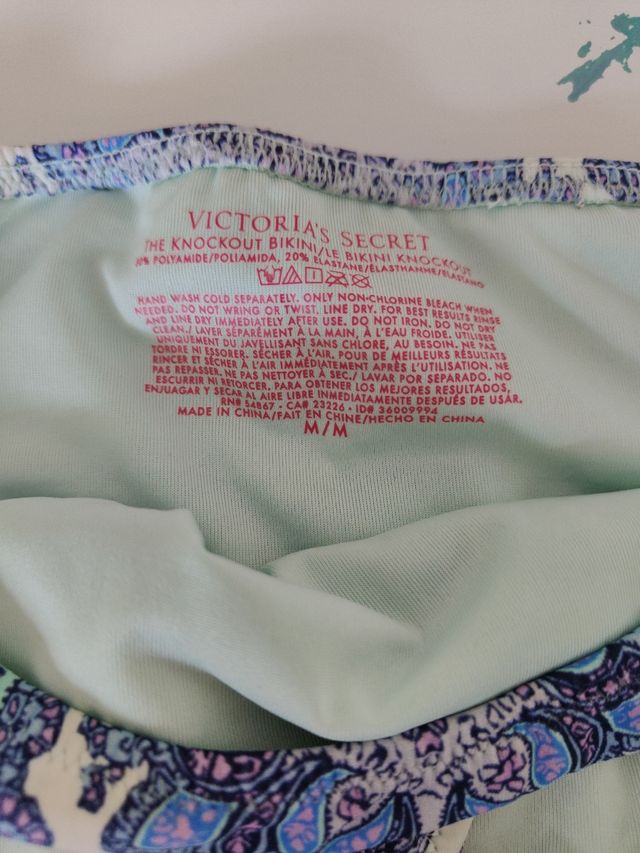 VICTORIA'S SECRET
THE KNOCKOUT BIKINI/LE BIKINI KNOCKOUT
80% POLYAMIDE/POLIAMIDA, 20% ELASTANE/ÉLASTHANNE/ELASTANO
HAND WASH COLD SEPARATELY. ONLY NON-CHLORINE BLEACH WHEN
NEEDED. DO NOT WRING OR TWIST. LINE DRY. FOR BEST RESULTS RINSE
AND LINE DRY IMMEDIATELY AFTER USE. DO NOT IRON. DO NOT DRY
CLEAN./ LAVER SÉPARÉMENT À LA MAIN, À L'EAU FROIDE. UTILISER
UNIQUEMENT DU JAVELLISANT SANS CHLORE, AU BESOIN. NE PAS
TORDRE NI ESSORER. SÉCHER À L'AIR. POUR DE MEILLEURS RÉSULTATS
RINCER ET SÉCHER À L'AIR IMMÉDIATEMENT APRÈS L'UTILISATION. NE
PAS REPASSER. NE PAS NETTOYER À SEC./ LAVAR POR SEPARADO. NO
ESCURRIR NI RETORCER. PARA OBTENER LOS MEJORES RESULTADOS,
ENJUAGAR Y SECAR AL AIRE LIBRE INMEDIATAMENTE DESPUÉS DE USAR.
RN# 54867 • CA# 23226 • ID# 36009994
MADE IN CHINA/FAIT EN CHINE/HECHO EN CHINA
M/M